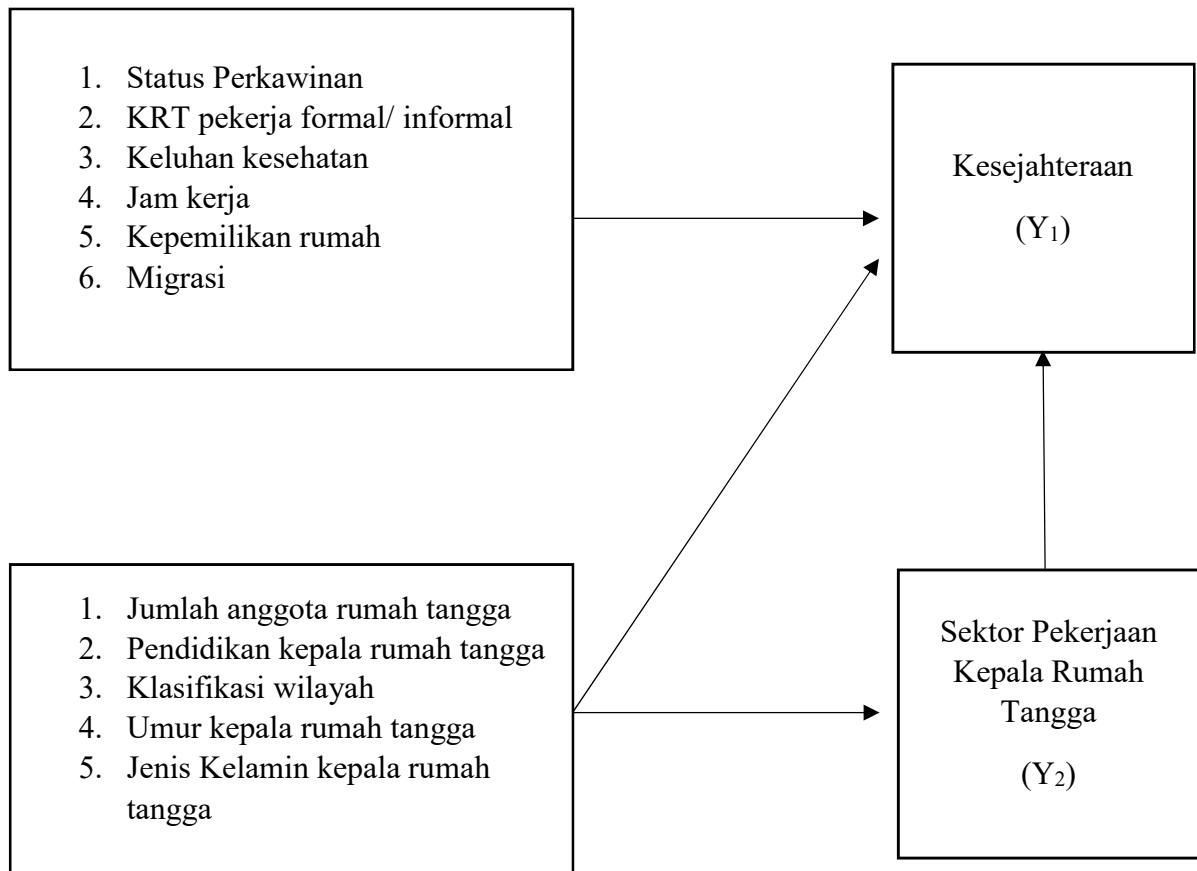 1. Status Perkawinan
2. KRT pekerja formal/ informal
3. Keluhan kesehatan
4. Jam kerja
5. Kepemilikan rumah
6. Migrasi
Kesejahteraan
(Y₁)
1. Jumlah anggota rumah tangga
2. Pendidikan kepala rumah tangga
3. Klasifikasi wilayah
4. Umur kepala rumah tangga
5. Jenis Kelamin kepala rumah
tangga
Sektor Pekerjaan
Kepala Rumah
Tangga
(Y₂)